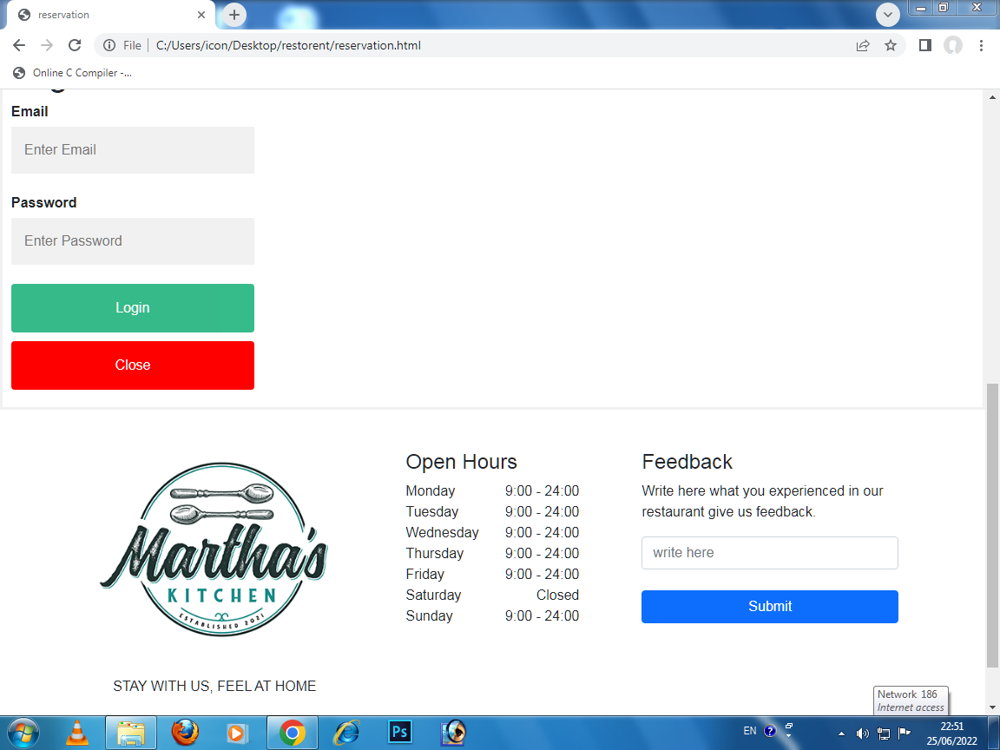 reservation
File
C:/Users/icon/Desktop/restorent/reservation.html
Online C Compiler -...
Email
Enter Email
Password
Enter Password
Login
Close
Martha's
KITCHEN
ESTABLISHED 2021
STAY WITH US, FEEL AT HOME
Open Hours
Monday 9:00 - 24:00
Tuesday 9:00 - 24:00
Wednesday 9:00 - 24:00
Thursday 9:00 - 24:00
Friday 9:00 - 24:00
Saturday Closed
Sunday 9:00 - 24:00
Feedback
Write here what you experienced in our
restaurant give us feedback.
write here
Submit
Network 186
Internet access
Ps
EN
22:51
25/06/2022